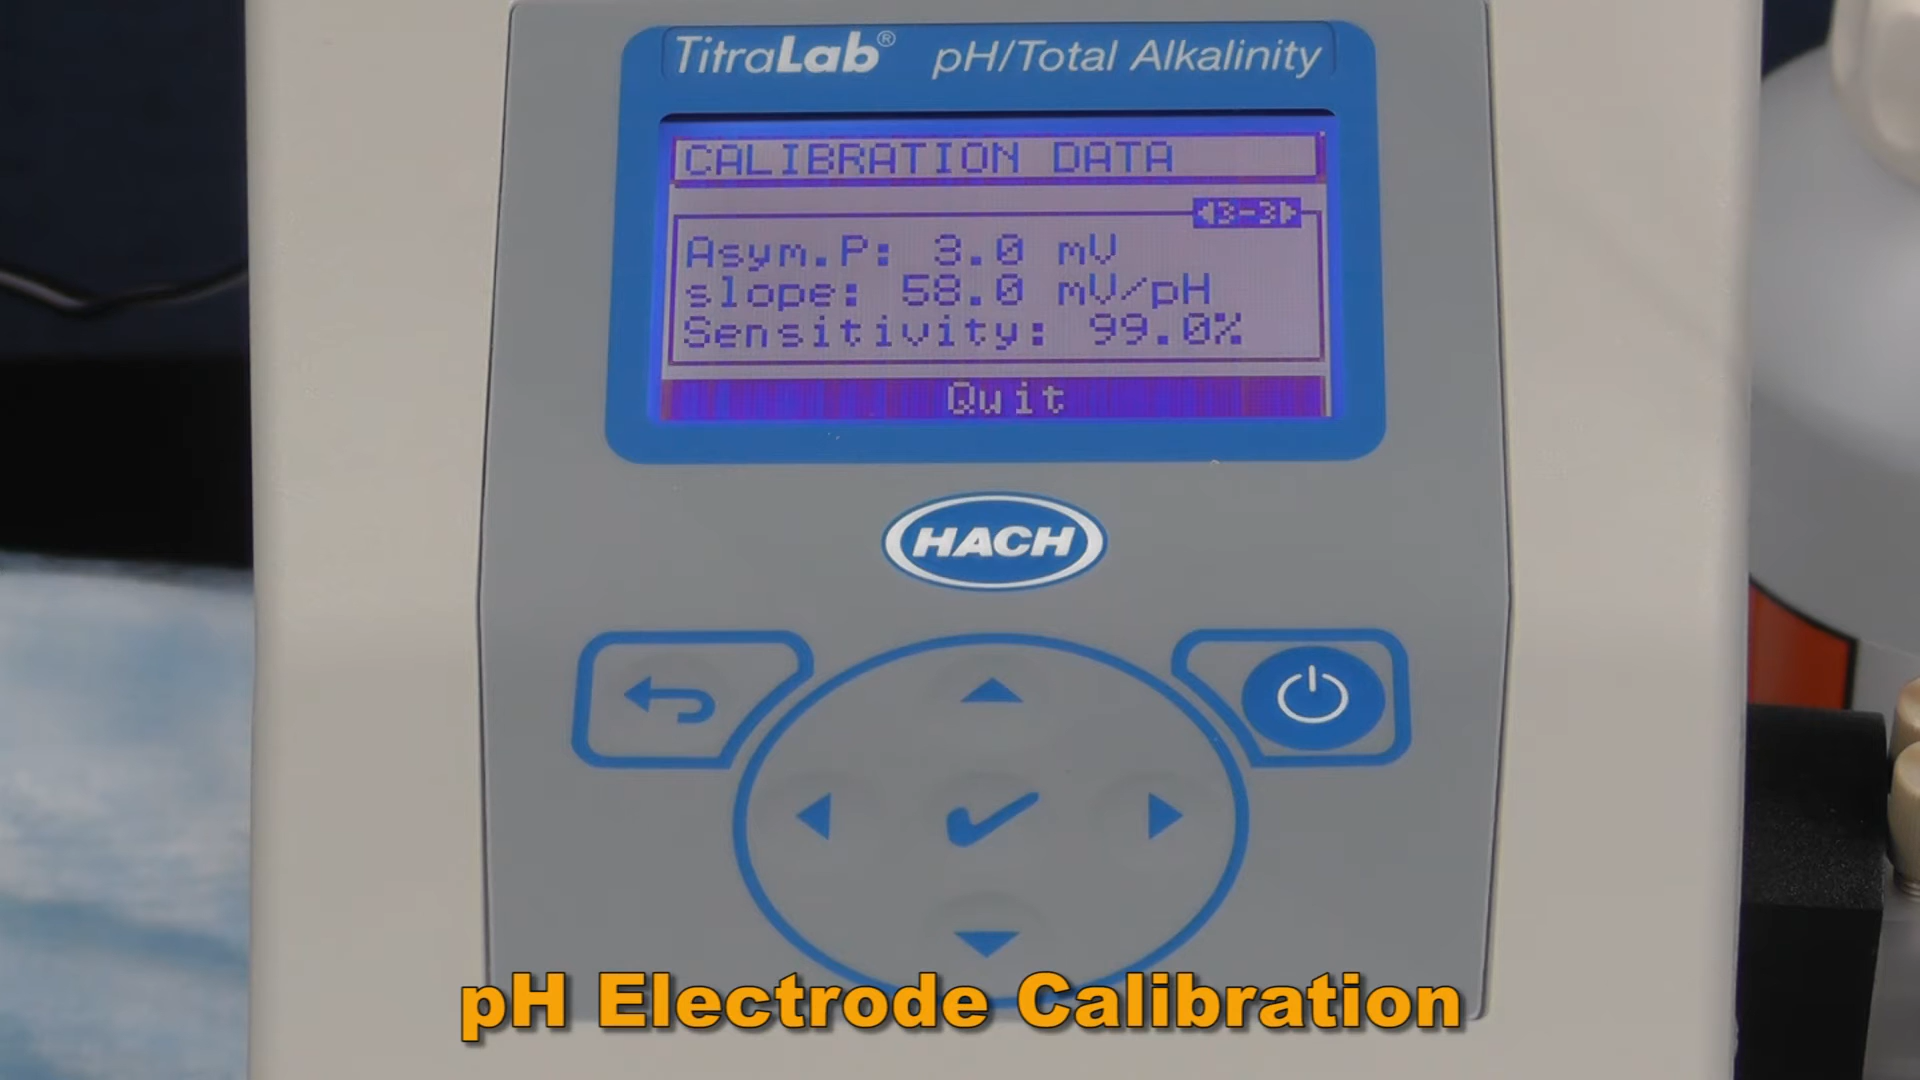 TitraLab® pH/Total Alkalinity
CALIBRATION DATA
3-3
Asym.P: 3.0 mV
slope: 58.0 mV/pH
Sensitivity: 99.0%
Qwit
HACH
pH Electrode Calibration